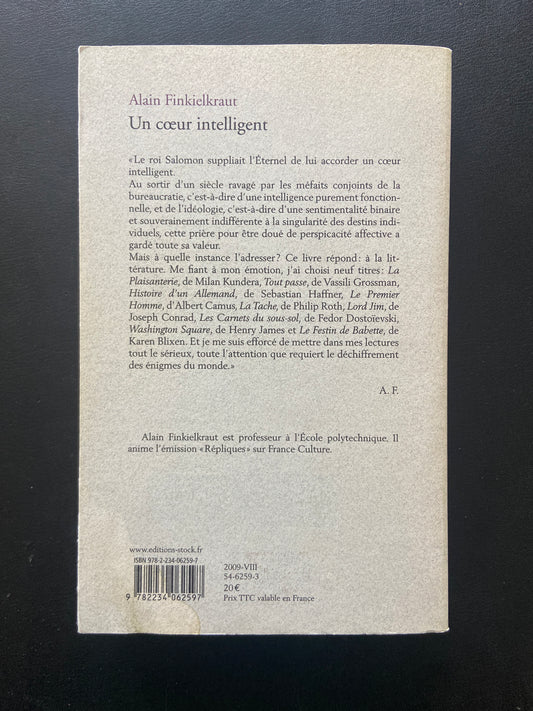 Alain Finkielkraut
Un cœur intelligent
« Le roi Salomon suppliait l'Éternel de lui accorder un cœur
intelligent.
Au sortir d'un siècle ravagé par les méfaits conjoints de la
bureaucratie, c'est-à-dire d'une intelligence purement fonction-
nelle, et de l'idéologie, c'est-à-dire d'une sentimentalité binaire
et souverainement indifférente à la singularité des destins indi-
viduels, cette prière pour être doué de perspicacité affective a
gardé toute sa valeur.
Mais à quelle instance l'adresser ? Ce livre répond : à la lit-
térature. Me fiant à mon émotion, j'ai choisi neuf titres : La
Plaisanterie, de Milan Kundera, Tout passe, de Vassili Grossman,
Histoire d'un Allemand, de Sebastian Haffner, Le Premier
Homme, d'Albert Camus, La Tache, de Philip Roth, Lord Jim, de
Joseph Conrad, Les Carnets du sous-sol, de Fedor Dostoïevski,
Washington Square, de Henry James et Le Festin de Babette, de
Karen Blixen. Et je me suis efforcé de mettre dans mes lectures
tout le sérieux, toute l'attention que requiert le déchiffrement
des énigmes du monde. »
A. F.
Alain Finkielkraut est professeur à l'École polytechnique. Il
anime l'émission « Répliques » sur France Culture.
www.editions-stock.fr
ISBN 978-2-234-06259-7
9 782234 062597
2009-VIII
54-6259-3
20 €
Prix TTC valable en France